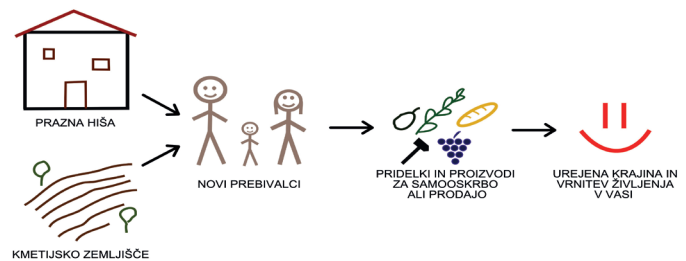 PRAZNA HIŠA
KMETIJSKO ZEMLJIŠČE
NOVI PREBIVALCI
PRIDELKI IN PROIZVODI
ZA SAMOOSKRBO
ALI PRODAJO
UREJENA KRAJINA IN
VRNITEV ŽIVLJENJA
V VASI